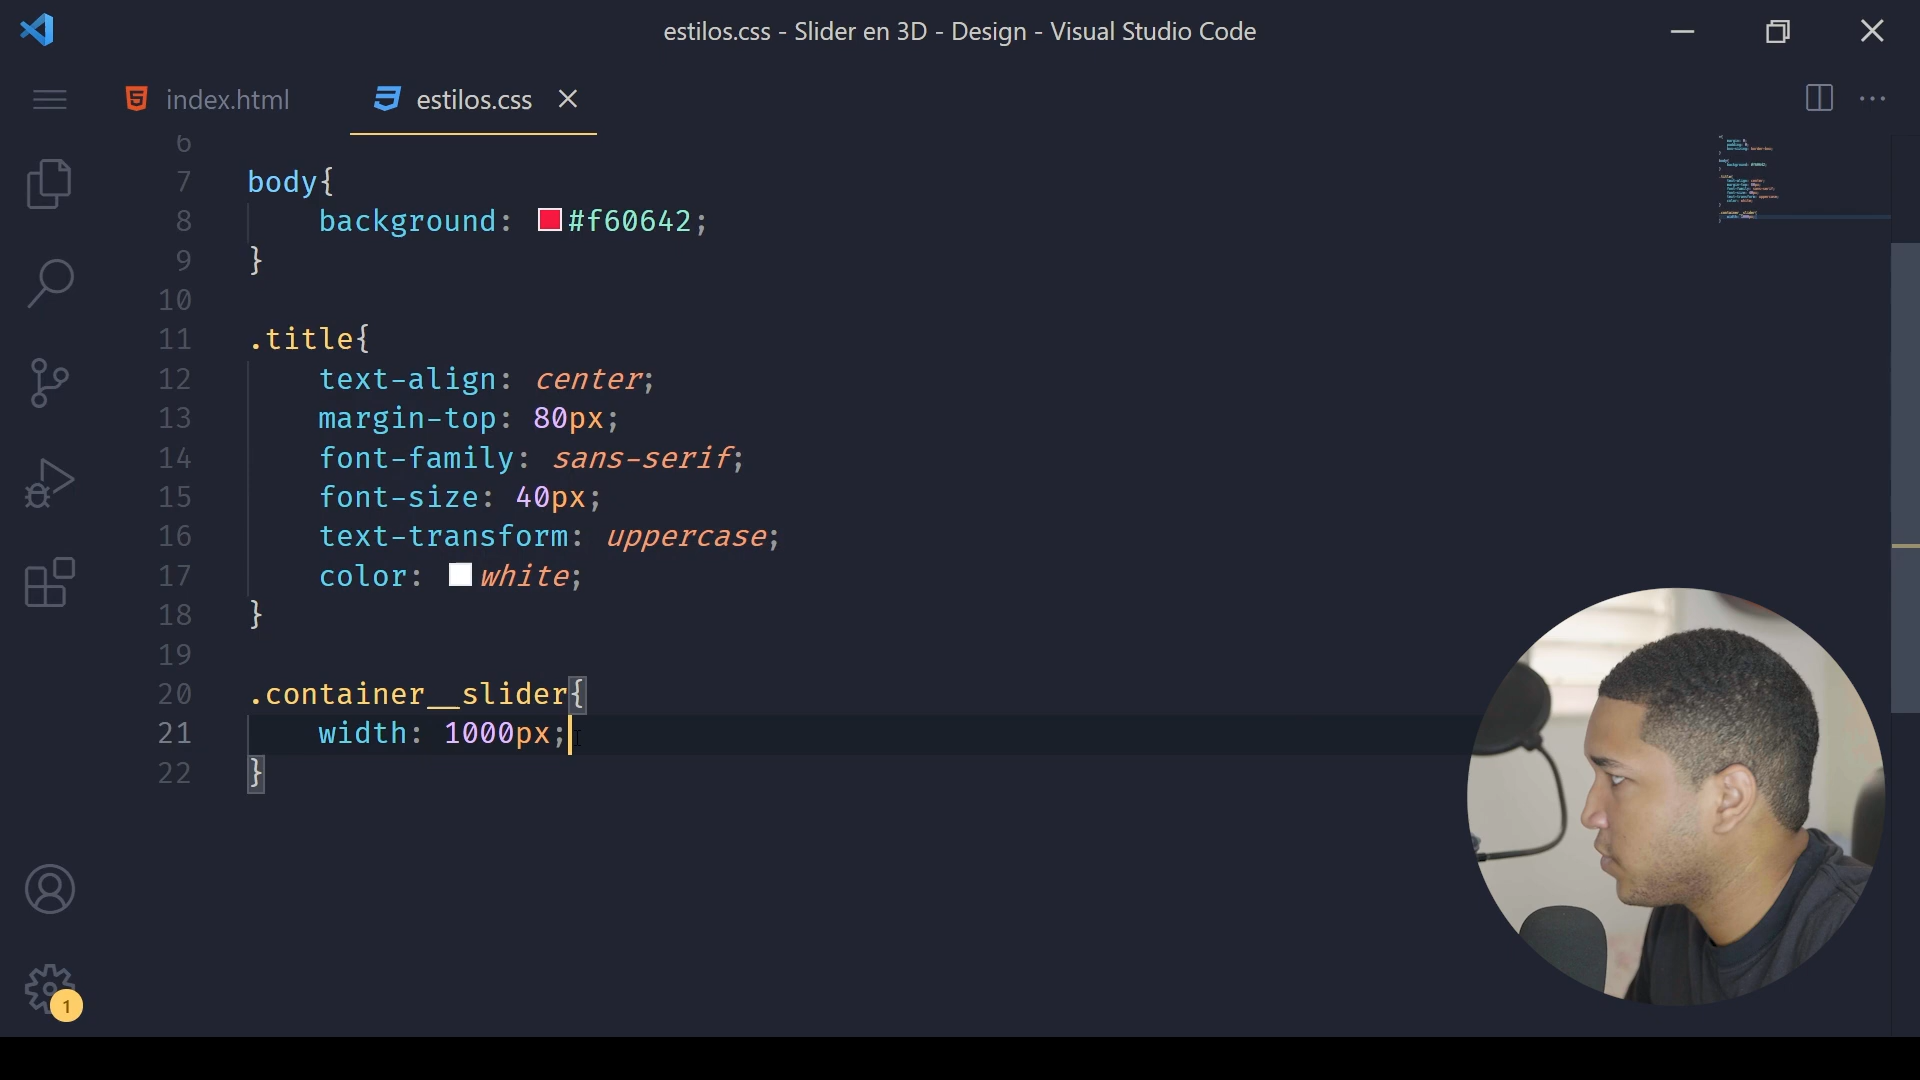 estilos.css - Slider en 3D - Design - Visual Studio Code
index.html
estilos.css
6
7 body{
8 background: #f60642;
9 }
10
11 .title{
12 text-align: center;
13 margin-top: 80px;
14 font-family: sans-serif;
15 font-size: 40px;
16 text-transform: uppercase;
17 color: white;
18 }
19
20 .container__slider{
21 width: 1000px;
22 }
1